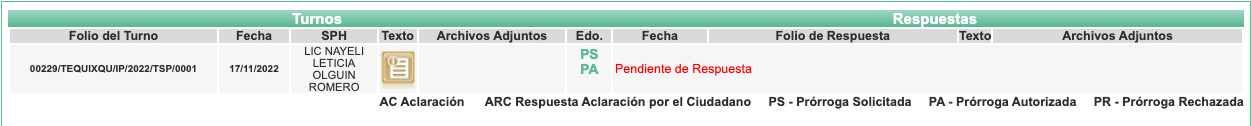 Turnos Respuestas
Folio del Turno Fecha SPH Texto Archivos Adjuntos Edo. Fecha Folio de Respuesta Texto Archivos Adjuntos
00229/TEQUIXQU/IP/2022/TSP/0001 17/11/2022
LIC NAYELI
LETICIA
OLGUIN
ROMERO
PS
PA
Pendiente de Respuesta
AC Aclaración ARC Respuesta Aclaración por el Ciudadano PS - Prórroga Solicitada PA - Prórroga Autorizada PR - Prórroga Rechazada